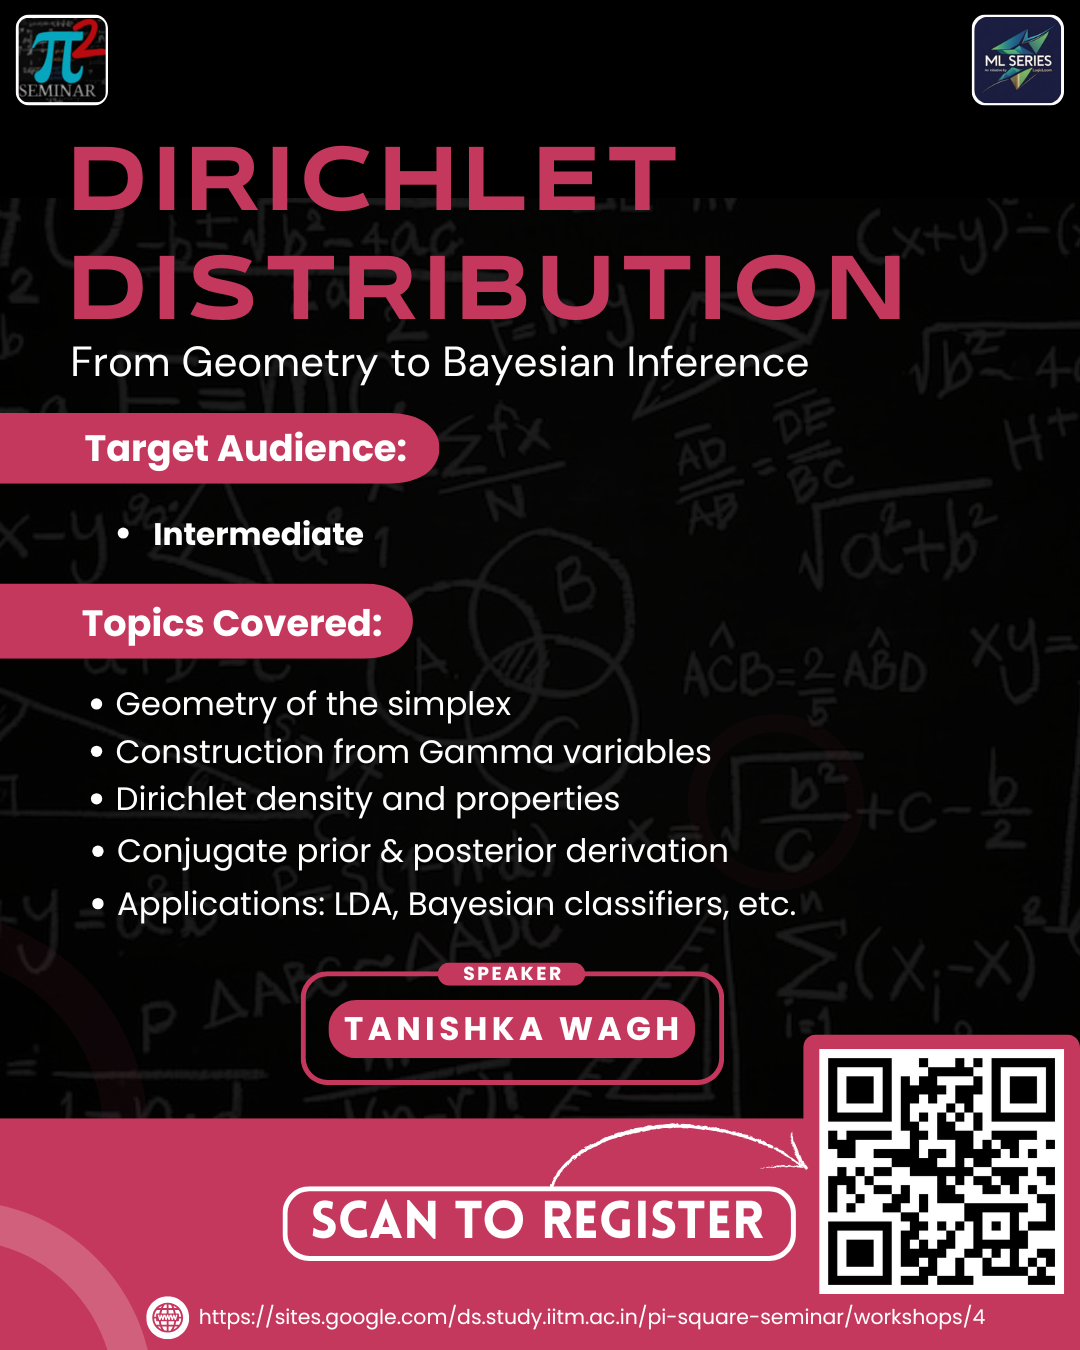 π2
SEMINAR
ML SERIES
DIRICHLET
DISTRIBUTION
From Geometry to Bayesian Inference
Target Audience:
• Intermediate
Topics Covered:
• Geometry of the simplex
• Construction from Gamma variables
• Dirichlet density and properties
• Conjugate prior & posterior derivation
• Applications: LDA, Bayesian classifiers, etc.
SPEAKER
TANISHKA WAGH
SCAN TO REGISTER
www
https://sites.google.com/ds.study.iitm.ac.in/pi-square-seminar/workshops/4